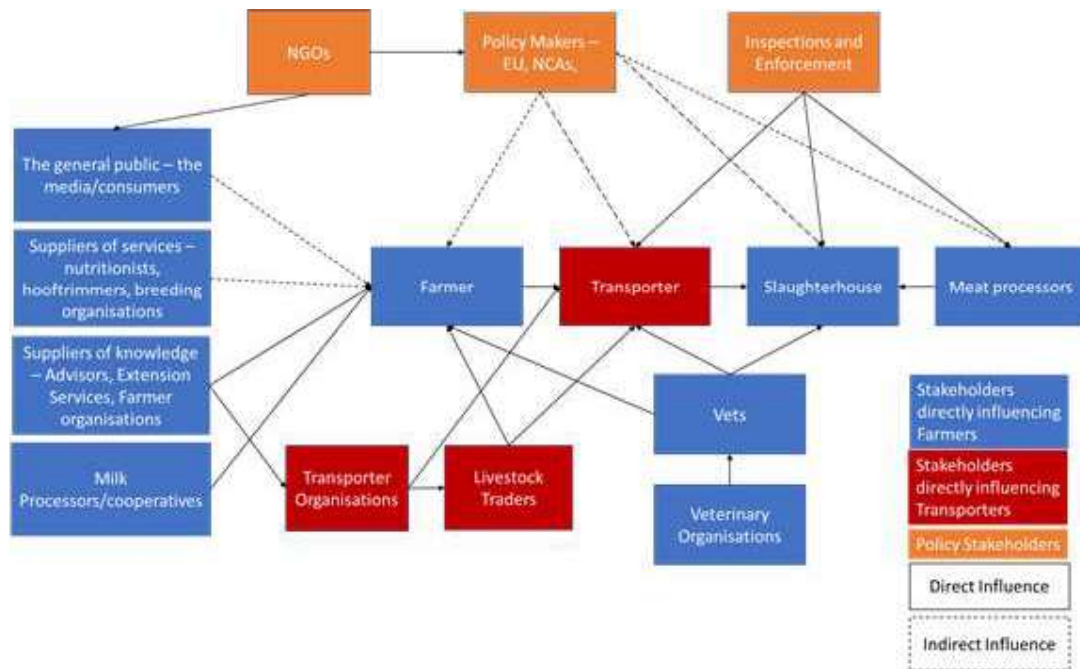 NGOs
Policy Makers –
EU, NCAs,
Inspections and
Enforcement
The general public – the
media/consumers
Suppliers of services –
nutritionists,
hooftrimmers, breeding
organisations
Farmer
Transporter
Slaughterhouse
Meat processors
Suppliers of knowledge
– Advisors, Extension
Services, Farmer
organisations
Vets
Milk
Processors/cooperatives
Transporter
Organisations
Livestock
Traders
Veterinary
Organisations
Stakeholders
directly influencing
Farmers
Stakeholders
directly influencing
Transporters
Policy Stakeholders
Direct Influence
Indirect Influence